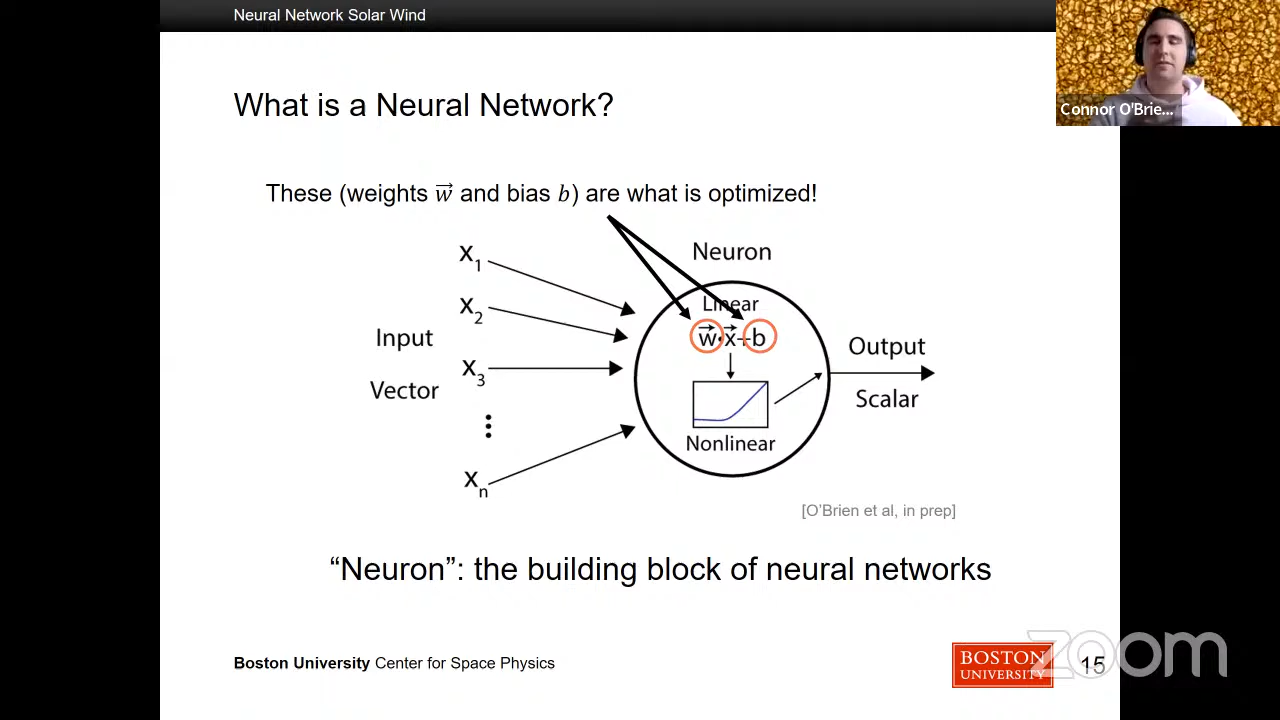 Neural Network Solar Wind
Connor O'Brie...
What is a Neural Network?
These (weights w⃗ and bias b) are what is optimized!
Neuron
x1
x2
x3
⋮
xn
Input
Vector
Linear
w⃗·x⃗+b
Nonlinear
Output
Scalar
[O'Brien et al, in prep]
“Neuron”: the building block of neural networks
Boston University Center for Space Physics
BOSTON
UNIVERSITY
15
zoom